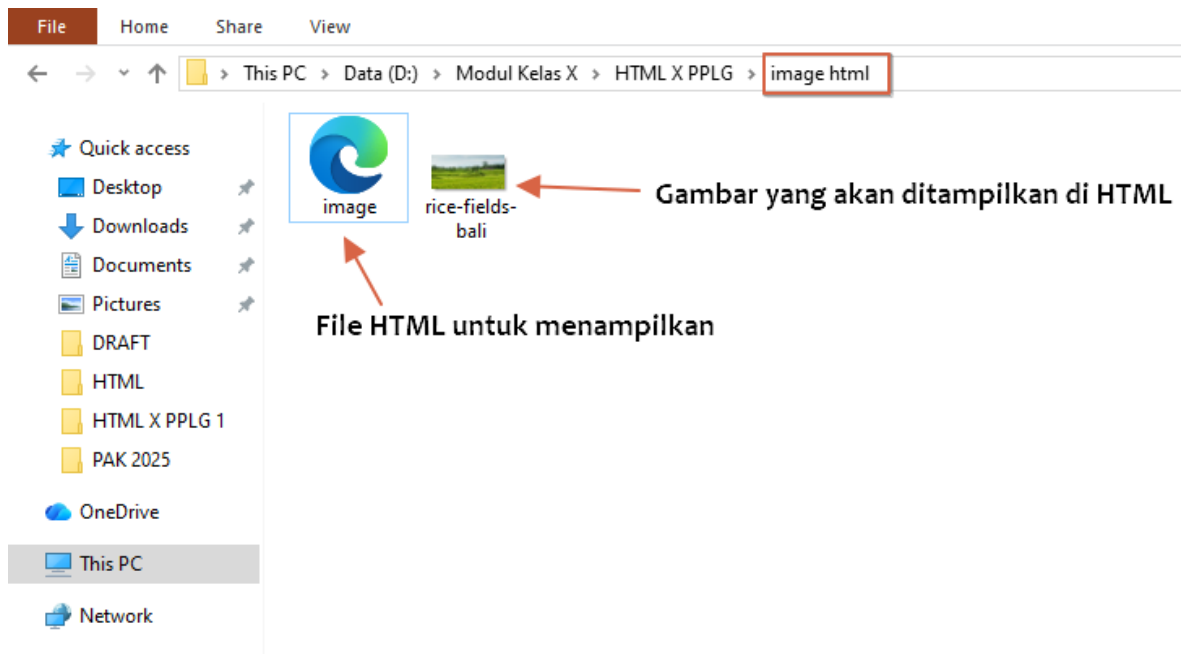 File Home Share View
This PC > Data (D:) > Modul Kelas X > HTML X PPLG > image html
Quick access
Desktop
Downloads
Documents
Pictures
DRAFT
HTML
HTML X PPLG 1
PAK 2025
OneDrive
This PC
Network
image
rice-fields-
bali
Gambar yang akan ditampilkan di HTML
File HTML untuk menampilkan